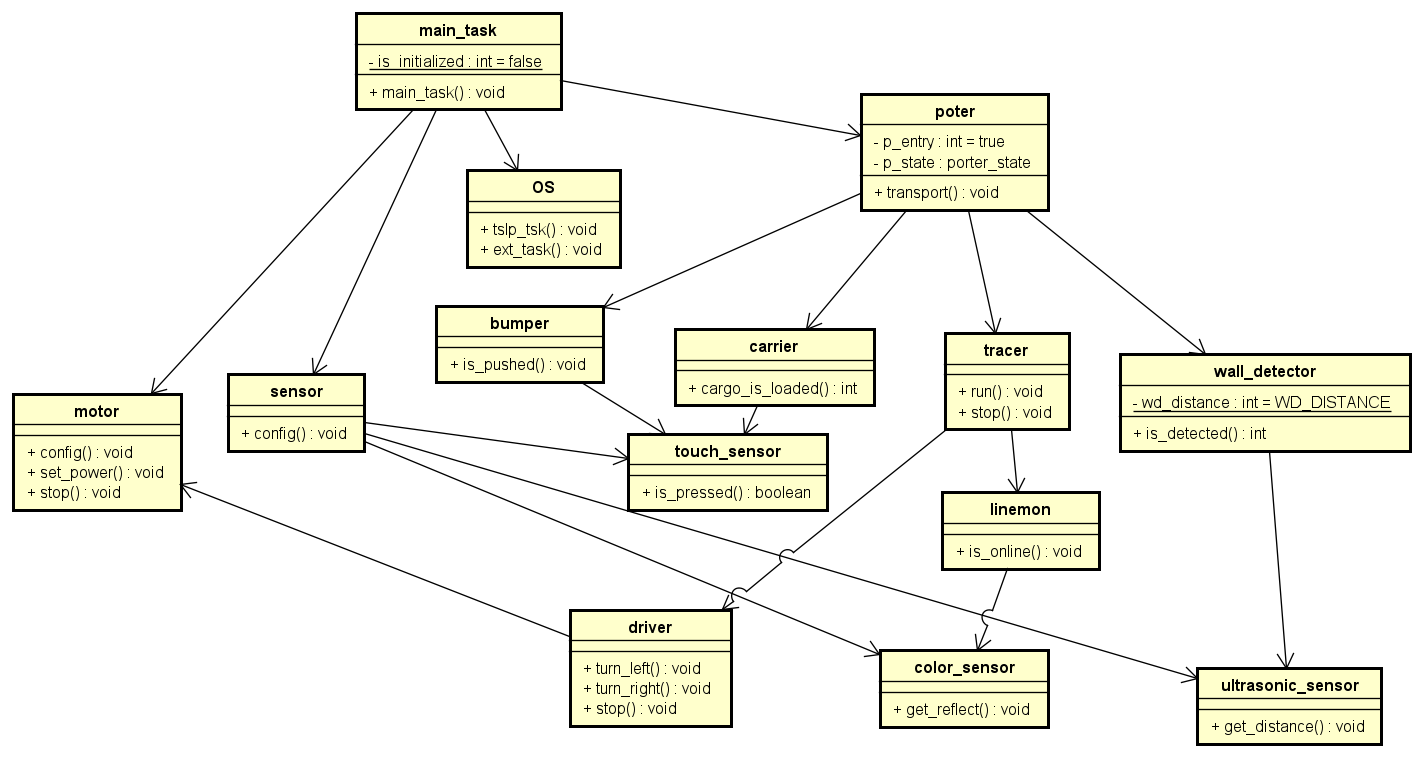 main_task
- is_initialized : int = false
+ main_task() : void
poter
- p_entry : int = true
- p_state : porter_state
+ transport() : void
OS
+ tslp_tsk() : void
+ ext_task() : void
bumper
+ is_pushed() : void
carrier
+ cargo_is_loaded() : int
tracer
+ run() : void
+ stop() : void
wall_detector
- wd_distance : int = WD_DISTANCE
+ is_detected() : int
motor
+ config() : void
+ set_power() : void
+ stop() : void
sensor
+ config() : void
touch_sensor
+ is_pressed() : boolean
linemon
+ is_online() : void
driver
+ turn_left() : void
+ turn_right() : void
+ stop() : void
color_sensor
+ get_reflect() : void
ultrasonic_sensor
+ get_distance() : void